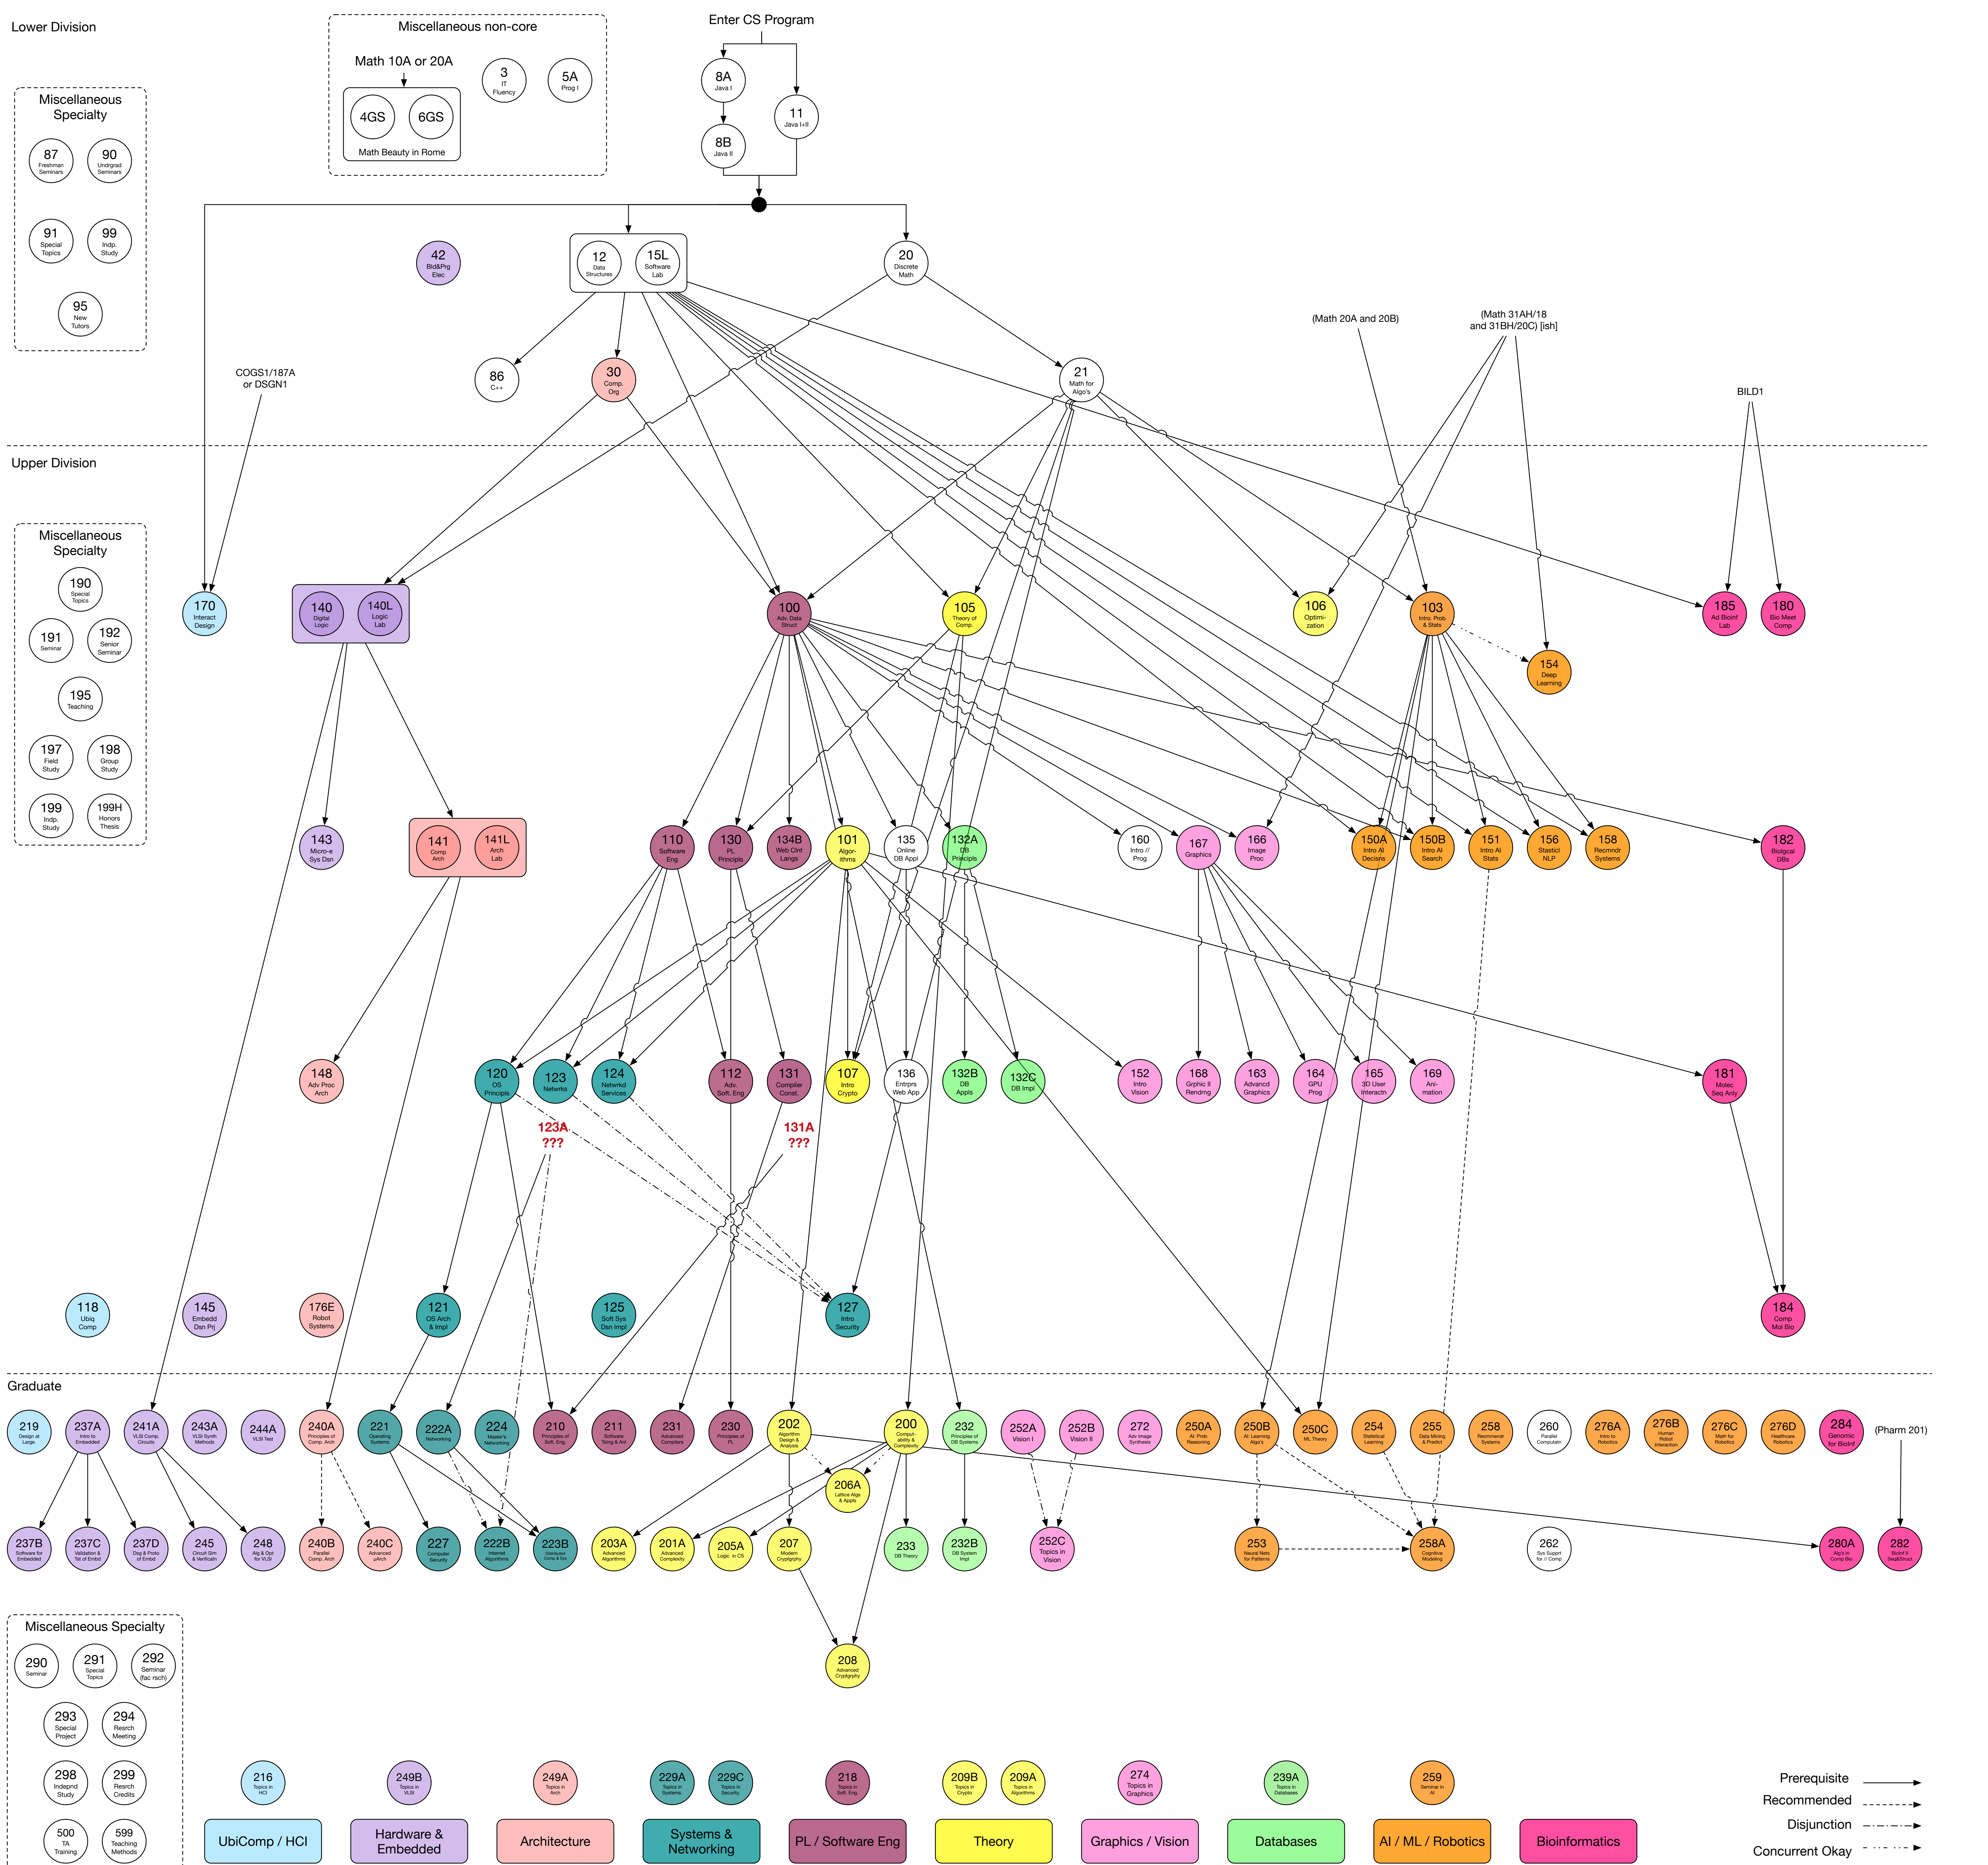 Lower Division
Miscellaneous non-core
Enter CS Program
Math 10A or 20A
3
IT
Fluency
5A
Prog I
8A
Java I
4GS
6GS
Math Beauty in Rome
11
Java I+II
8B
Java II
Miscellaneous
Specialty
87
Freshman
Seminars
90
Undrgrad
Seminars
91
Special
Topics
99
Indp.
Study
95
New
Tutors
42
Bld&Prg
Elec
12
Data
Structures
15L
Software
Lab
20
Discrete
Math
(Math 20A and 20B)
(Math 31AH/18
and 31BH/20C) [ish]
COGS1/187A
or DSGN1
86
C++
30
Comp.
Org
21
Math for
Algo's
BILD1
Upper Division
Miscellaneous
Specialty
190
Special
Topics
191
Seminar
192
Senior
Seminar
195
Teaching
197
Field
Study
198
Group
Study
199
Indp.
Study
199H
Honors
Thesis
170
Interact
Design
140
Digital
Logic
140L
Logic
Lab
100
Adv. Data
Struct
105
Theory of
Comp.
106
Optimi-
zation
103
Intro. Prob
& Stats
185
Ad Bioinf
Lab
180
Bio Meet
Comp
154
Deep
Learning
143
Micro-e
Sys Dsn
141
Comp
Arch
141L
Arch
Lab
110
Software
Eng
130
PL
Principls
134B
Web Clnt
Langs
101
Algor-
ithms
135
Online
DB Appl
132A
DB
Principls
160
Intro //
Prog
167
Graphics
166
Image
Proc
150A
Intro AI
Decisns
150B
Intro AI
Search
151
Intro AI
Stats
156
Stasticl
NLP
158
Recmndr
Systems
182
Biolgcal
DBs
148
Adv Proc
Arch
120
OS
Principls
123
Netwrks
124
Netwrkd
Services
112
Adv.
Soft. Eng
131
Compiler
Const.
107
Intro
Crypto
136
Entrprs
Web App
132B
DB
Appls
132C
DB Impl
152
Intro
Vision
168
Grphic II
Rendrng
163
Advancd
Graphics
164
GPU
Prog
165
3D User
Interactn
169
Ani-
mation
181
Molec
Seq Anly
123A
???
131A
???
118
Ubiq
Comp
145
Embedd
Dsn Prj
176E
Robot
Systems
121
OS Arch
& Impl
125
Soft Sys
Dsn Impl
127
Intro
Security
184
Comp
Mol Bio
Graduate
219
Design at
Large.
237A
Intro to
Embedded
241A
VLSI Comp.
Circuits
243A
VLSI Synth
Methods
244A
VLSI Test
240A
Principles of
Comp. Arch
221
Operating
Systems
222A
Networking
224
Master's
Networking
210
Principles of
Soft. Eng.
211
Software
Tstng & Anl
231
Advanced
Compilers
230
Principles of
PL
202
Algorithm
Design &
Analysis
200
Comput-
ability &
Complexity
232
Principles of
DB Systems
252A
Vision I
252B
Vision II
272
Adv Image
Synthesis
250A
AI: Prob
Reasoning
250B
AI: Learning
Algo's
250C
ML Theory
254
Statistical
Learning
255
Data Mining
& Predict
258
Recmmendr
Systems
260
Parallel
Computatn
276A
Intro to
Robotics
276B
Human
Robot
Interaction
276C
Math for
Robotics
276D
Healthcare
Robotics
284
Genomic
for BioInf
(Pharm 201)
206A
Lattice Algs
& Appls
237B
Software for
Embedded
237C
Validation &
Tst of Embd
237D
Dsg & Proto
of Embd
245
Circuit Sim
& Verificatn
248
Alg & Opt
for VLSI
240B
Parallel
Comp. Arch
240C
Advanced
µArch
227
Computer
Security
222B
Internet
Algorithms
223B
Distributed
Comp & Sys
203A
Advanced
Algorithms
201A
Advanced
Complexity
205A
Logic in CS
207
Modern
Cyptgrphy
233
DB Theory
232B
DB System
Impl
252C
Topics in
Vision
253
Neural Nets
for Patterns
258A
Cognitive
Modeling
262
Sys Supprt
for // Comp
280A
Alg's in
Comp Bio
282
BioInf II
Seq&Struct
208
Advanced
Cryptgrphy
Miscellaneous Specialty
290
Seminar
291
Special
Topics
292
Seminar
(fac rsch)
293
Special
Project
294
Resrch
Meeting
298
Indepnd
Study
299
Resrch
Credits
500
TA
Training
599
Teaching
Methods
216
Topics in
HCI
249B
Topics in
VLSI
249A
Topics in
Arch
229A
Topics in
Systems
229C
Topics in
Security
218
Topics in
Soft. Eng.
209B
Topics in
Crypto
209A
Topics in
Algorithms
274
Topics in
Graphics
239A
Topics in
Databases
259
Seminar in
AI
Prerequisite
Recommended
Disjunction
Concurrent Okay
UbiComp / HCI
Hardware &
Embedded
Architecture
Systems &
Networking
PL / Software Eng
Theory
Graphics / Vision
Databases
AI / ML / Robotics
Bioinformatics